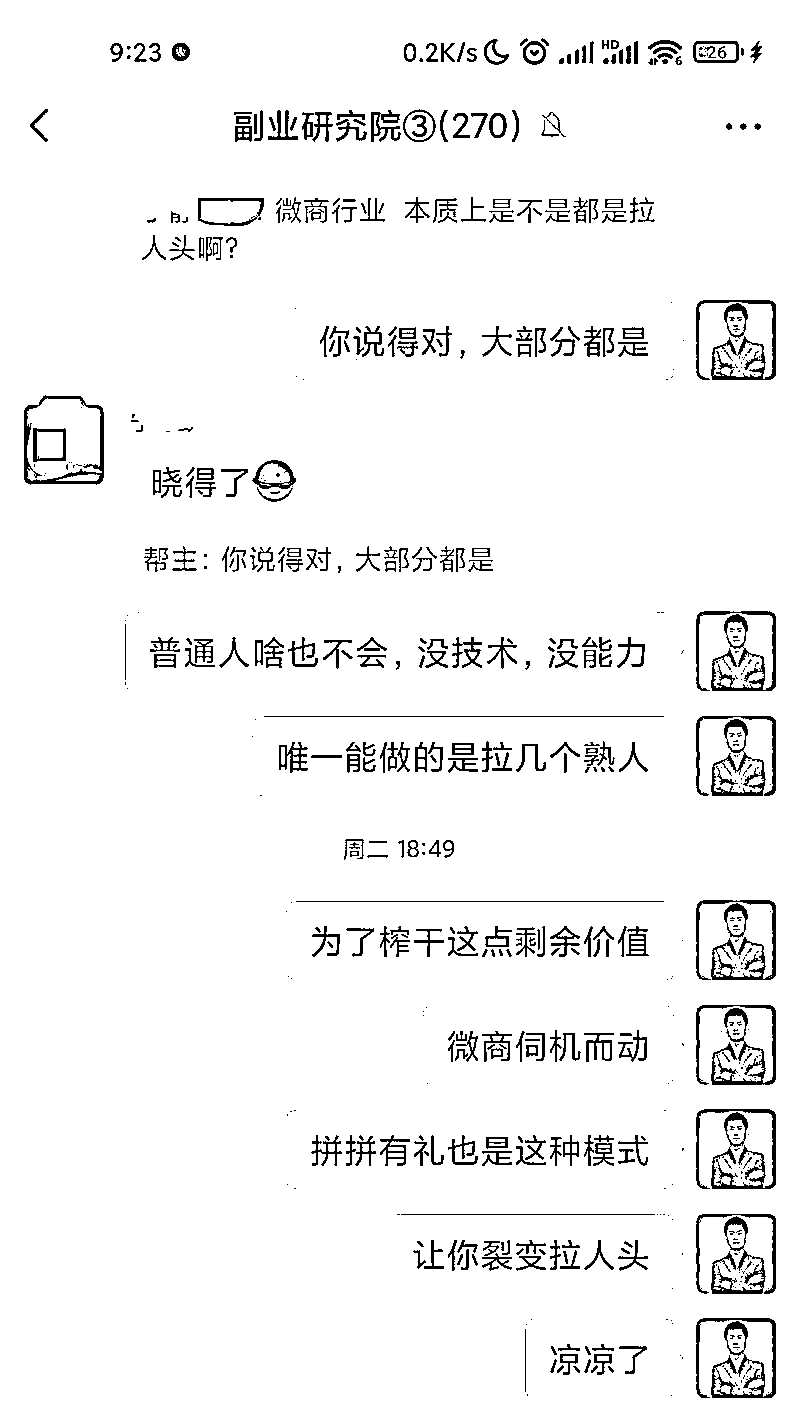 9:23 0.2K/s HD 6 26
副业研究院③(270)
微商行业 本质上是不是都是拉
人头啊?
你说得对, 大部分都是
晓得了
帮主: 你说得对, 大部分都是
普通人啥也不会, 没技术, 没能力
唯一能做的是拉几个熟人
周二 18:49
为了榨干这点剩余价值
微商伺机而动
拼拼有礼也是这种模式
让你裂变拉人头
凉凉了